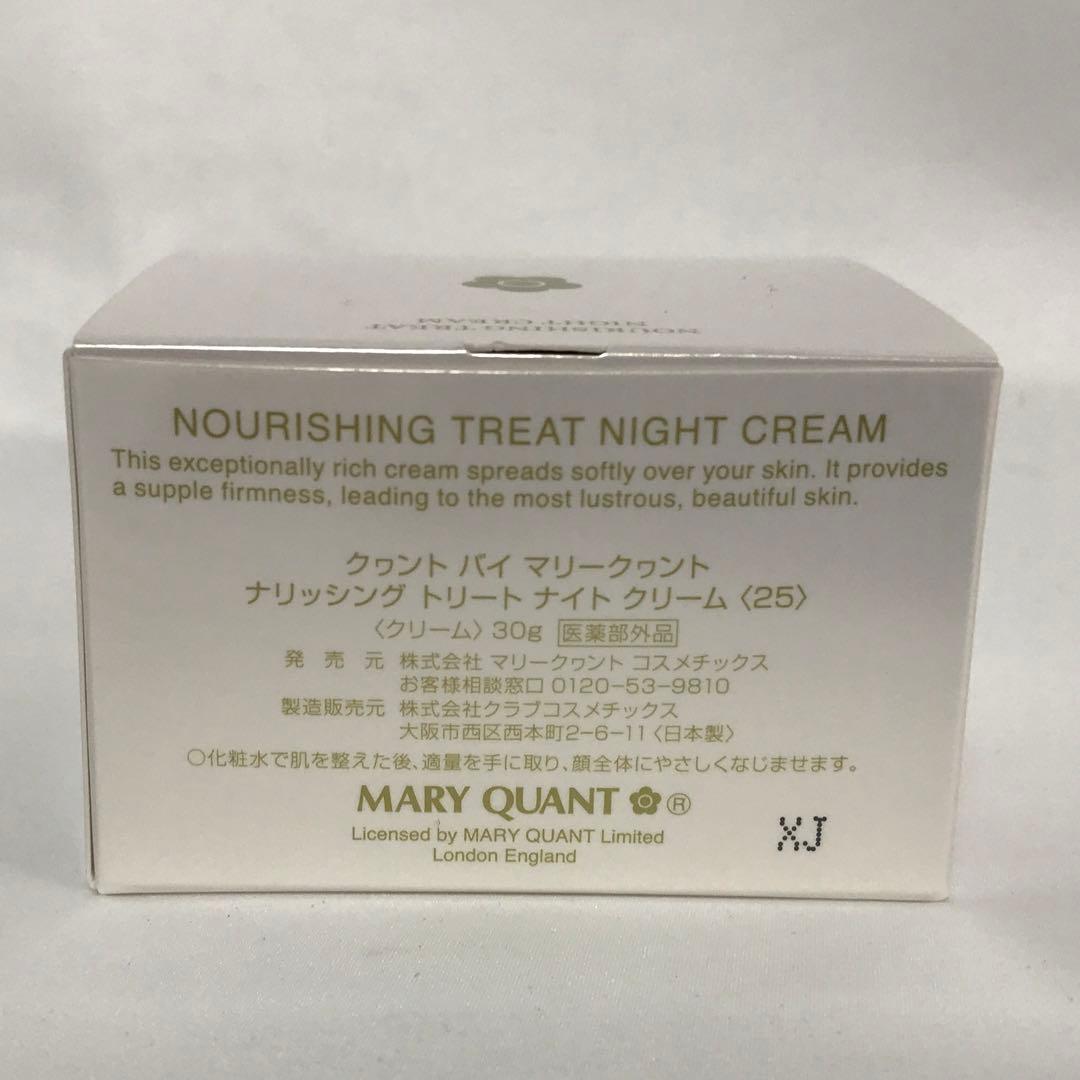 NOURISHING TREAT
NIGHT CREAM
NOURISHING TREAT NIGHT CREAM
This exceptionally rich cream spreads softly over your skin. It provides
a supple firmness, leading to the most lustrous, beautiful skin.
クヮント バイ マリークヮント
ナリッシング トリート ナイト クリーム〈25〉
〈クリーム〉30g 医薬部外品
発売元 株式会社 マリークヮント コスメチックス
お客様相談窓口 0120-53-9810
製造販売元 株式会社クラブコスメチックス
大阪市西区西本町2-6-11〈日本製〉
○化粧水で肌を整えた後、適量を手に取り、顔全体にやさしくなじませます。
MARY QUANT ®
Licensed by MARY QUANT Limited
London England
XJ